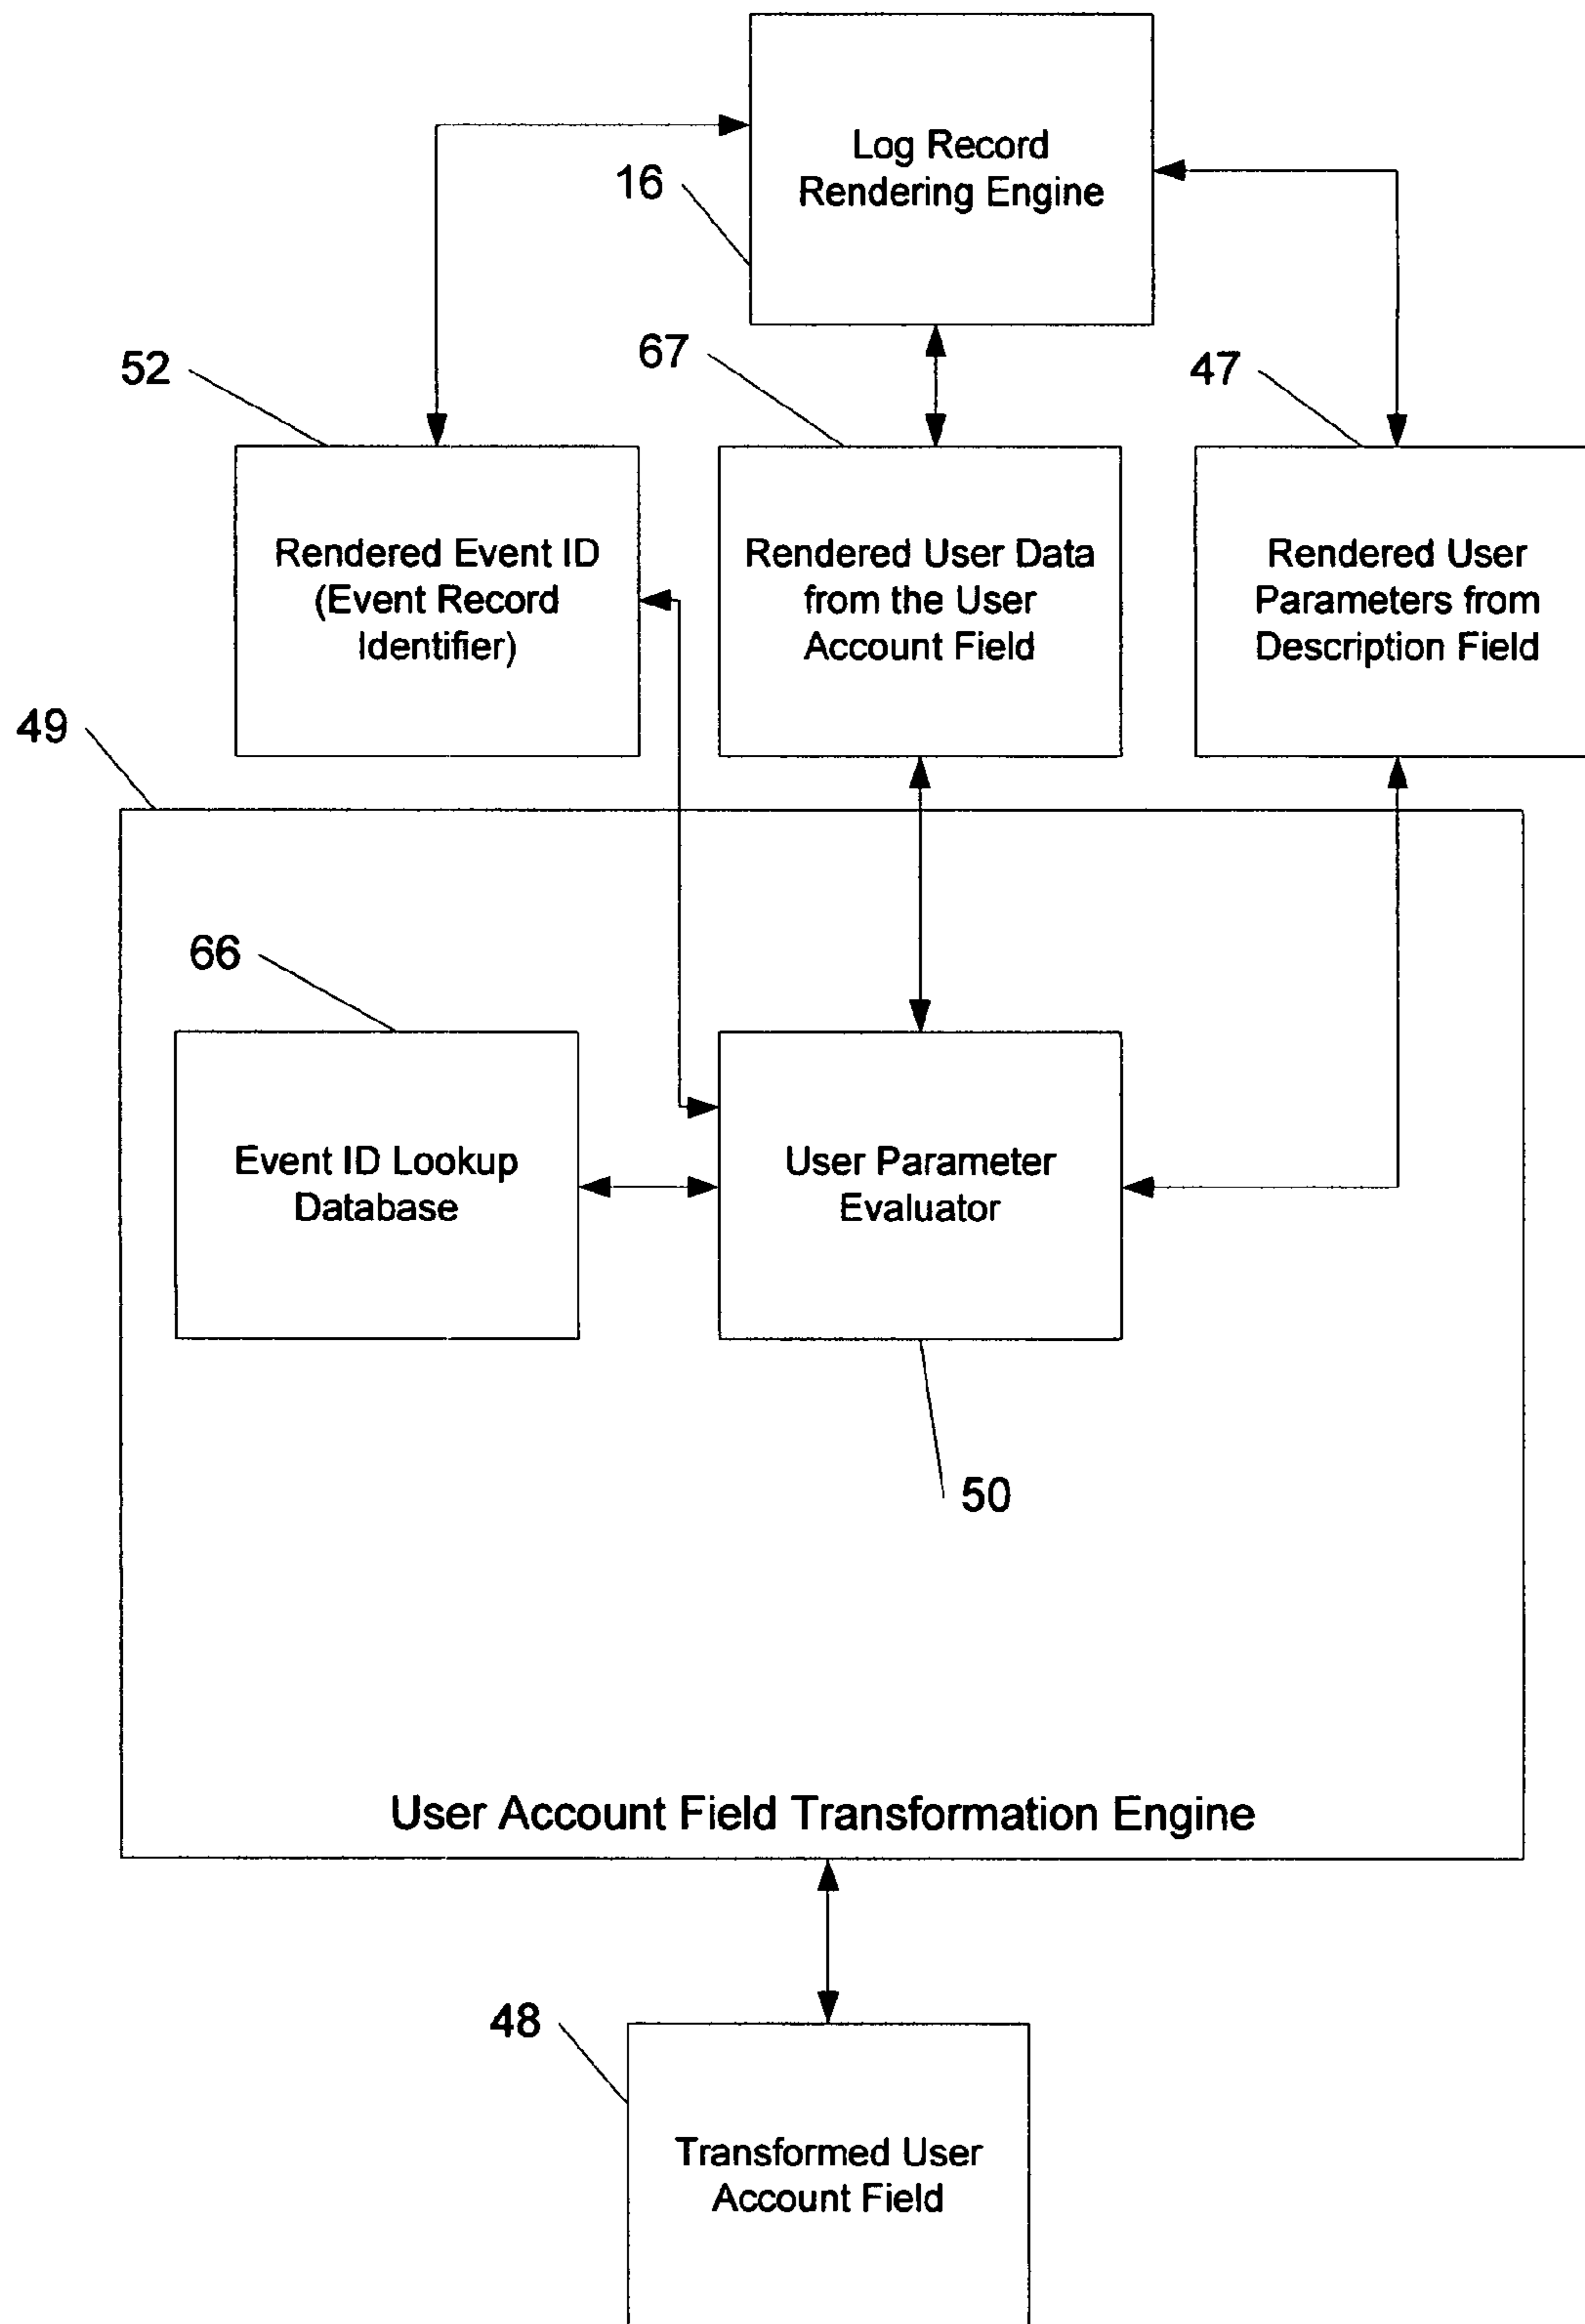 Log Record
Rendering Engine
16
52
67
47
Rendered Event ID
(Event Record
Identifier)
Rendered User Data
from the User
Account Field
Rendered User
Parameters from
Description Field
49
66
Event ID Lookup
Database
User Parameter
Evaluator
50
User Account Field Transformation Engine
48
Transformed User
Account Field